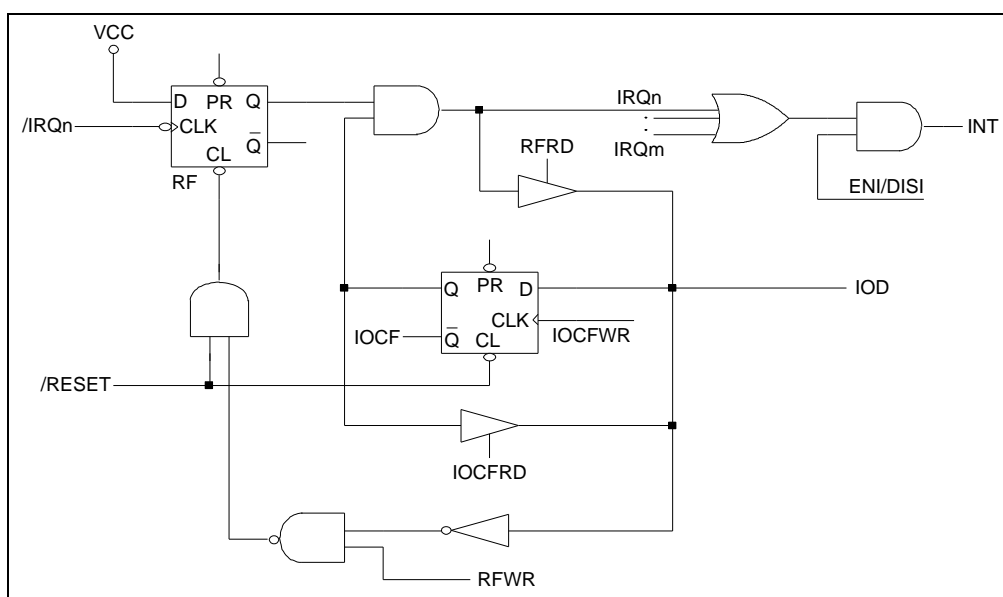 VCC
D
PR
Q
/IRQn
CLK
Q
CL
RF
IRQn
IRQm
INT
RFRD
ENI/DISI
Q
PR
D
IOD
CLK
IOCF
Q
CL
IOCFWR
/RESET
IOCFRD
RFWR